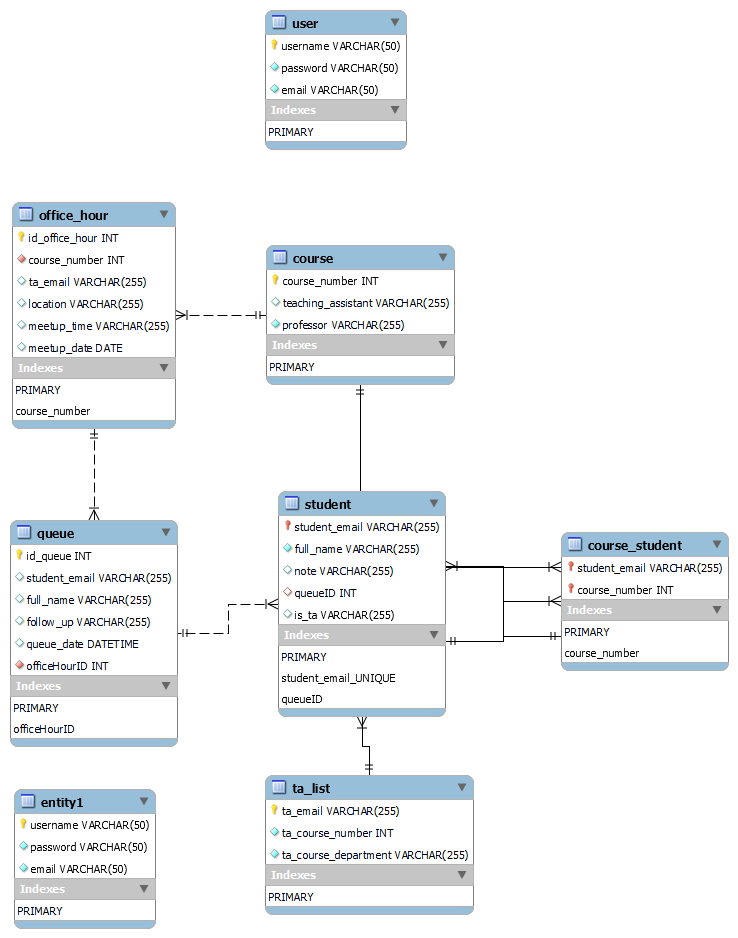 user
username VARCHAR(50)
password VARCHAR(50)
email VARCHAR(50)
Indexes
PRIMARY
office_hour
id_office_hour INT
course_number INT
ta_email VARCHAR(255)
location VARCHAR(255)
meetup_time VARCHAR(255)
meetup_date DATE
Indexes
PRIMARY
course_number
course
course_number INT
teaching_assistant VARCHAR(255)
professor VARCHAR(255)
Indexes
PRIMARY
queue
id_queue INT
student_email VARCHAR(255)
full_name VARCHAR(255)
follow_up VARCHAR(255)
queue_date DATETIME
officeHourID INT
Indexes
PRIMARY
officeHourID
student
student_email VARCHAR(255)
full_name VARCHAR(255)
note VARCHAR(255)
queueID INT
is_ta VARCHAR(255)
Indexes
PRIMARY
student_email_UNIQUE
queueID
course_student
student_email VARCHAR(255)
course_number INT
Indexes
PRIMARY
course_number
entity1
username VARCHAR(50)
password VARCHAR(50)
email VARCHAR(50)
Indexes
PRIMARY
ta_list
ta_email VARCHAR(255)
ta_course_number INT
ta_course_department VARCHAR(255)
Indexes
PRIMARY